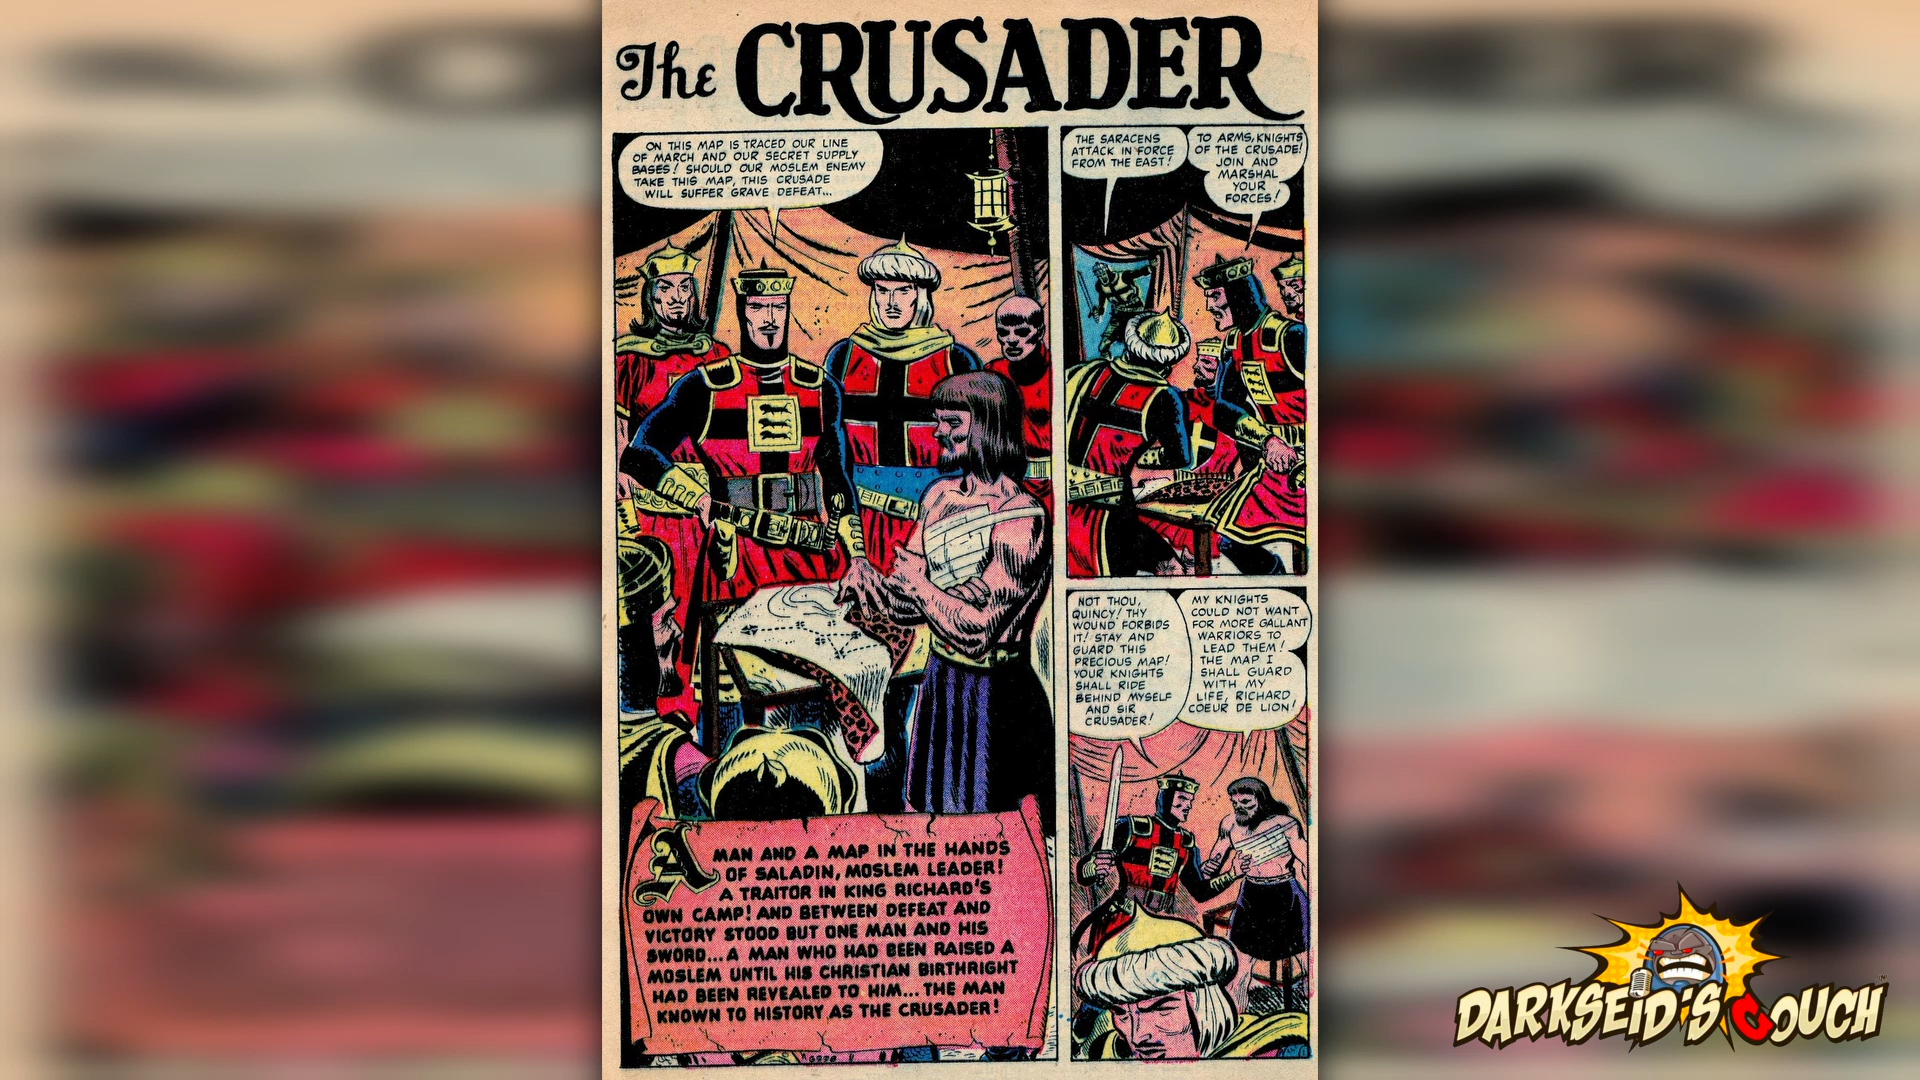 The CRUSADER
ON THIS MAP IS TRACED OUR LINE
OF MARCH AND OUR SECRET SUPPLY
BASES! SHOULD OUR MOSLEM ENEMY
TAKE THIS MAP, THIS CRUSADE
WILL SUFFER GRAVE DEFEAT...
A MAN AND A MAP IN THE HANDS
OF SALADIN, MOSLEM LEADER!
A TRAITOR IN KING RICHARD'S
OWN CAMP! AND BETWEEN DEFEAT AND
VICTORY STOOD BUT ONE MAN AND HIS
SWORD...A MAN WHO HAD BEEN RAISED A
MOSLEM UNTIL HIS CHRISTIAN BIRTHRIGHT
HAD BEEN REVEALED TO HIM... THE MAN
KNOWN TO HISTORY AS THE CRUSADER!
THE SARACENS
ATTACK IN FORCE
FROM THE EAST!
TO ARMS, KNIGHTS
OF THE CRUSADE!
JOIN AND
MARSHAL
YOUR
FORCES!
NOT THOU,
QUINCY! THY
WOUND FORBIDS
IT! STAY AND
GUARD THIS
PRECIOUS MAP!
YOUR KNIGHTS
SHALL RIDE
BEHIND MYSELF
AND SIR
CRUSADER!
MY KNIGHTS
COULD NOT WANT
FOR MORE GALLANT
WARRIORS TO
LEAD THEM!
THE MAP I
SHALL GUARD
WITH MY
LIFE, RICHARD
COEUR DE LION!
DARKSEID'S COUCH